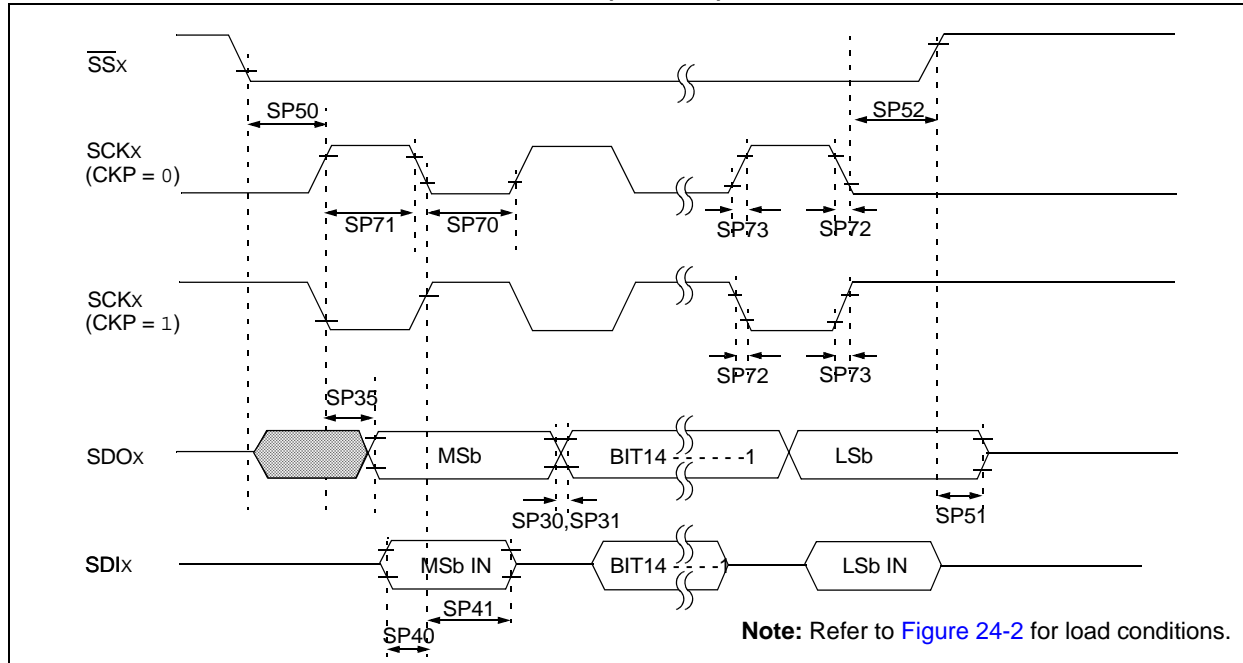 SSX
SP50
SP52
SCKX
(CKP = 0)
SP71
SP70
SP73
SP72
SCKX
(CKP = 1)
SP72
SP73
SP35
SDOX
MSb
BIT14 - - - - - -1
LSb
SP30,SP31
SP51
SDIX
MSb IN
BIT14 - - - - -1
LSb IN
SP41
SP40
Note: Refer to Figure 24-2 for load conditions.